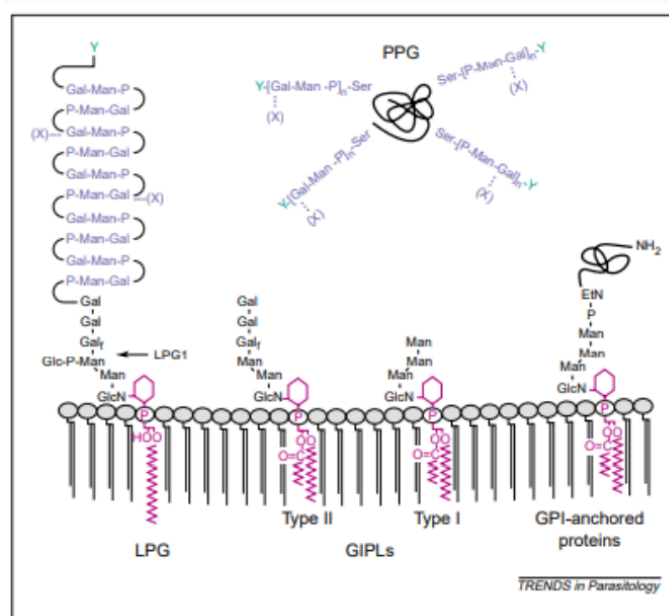 Y
PPG
Gal-Man-P
P-Man-Gal
(X)--Gal-Man-P
P-Man-Gal
Gal-Man-P
P-Man-Gal--(X)
Gal-Man-P
P-Man-Gal
Gal-Man-P
P-Man-Gal
Gal
Gal
Galf
Glc-P-Man
Man
GlcN
LPG1
P
HO O
LPG
Y-[Gal-Man -P]n-Ser
(X)
Ser-[P-Man-Gal]n-Y
(X)
Y-[Gal-Man -P]n-Ser
(X)
Ser-[P-Man-Gal]n-Y
(X)
Gal
Gal
Galf
Man
Man
GlcN
P
O O
O=C
Type II
Man
Man
Man
GlcN
P
O O
O=C
Type I
GIPLs
NH2
EtN
P
Man
Man
Man
GlcN
P
O O
O=C
GPI-anchored
proteins
TRENDS in Parasitology